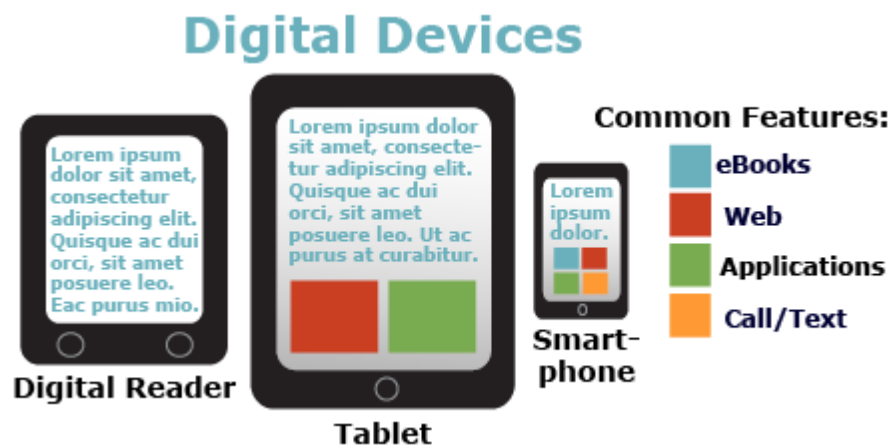 Digital Devices
Lorem ipsum
dolor sit amet,
consectetur
adipiscing elit.
Quisque ac dui
orci, sit amet
posuere leo.
Eac purus mio.
Digital Reader
Lorem ipsum dolor
sit amet, consecte-
tur adipiscing elit.
Quisque ac dui
orci, sit amet
posuere leo. Ut ac
purus at curabitur.
Tablet
Lorem
ipsum
dolor.
Smart-
phone
Common Features:
eBooks
Web
Applications
Call/Text